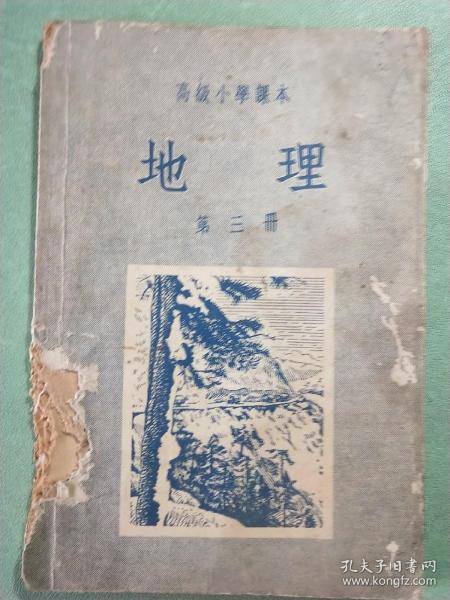 高級小學課本
地理
第三冊
孔夫子旧书网
www.kongfz.com